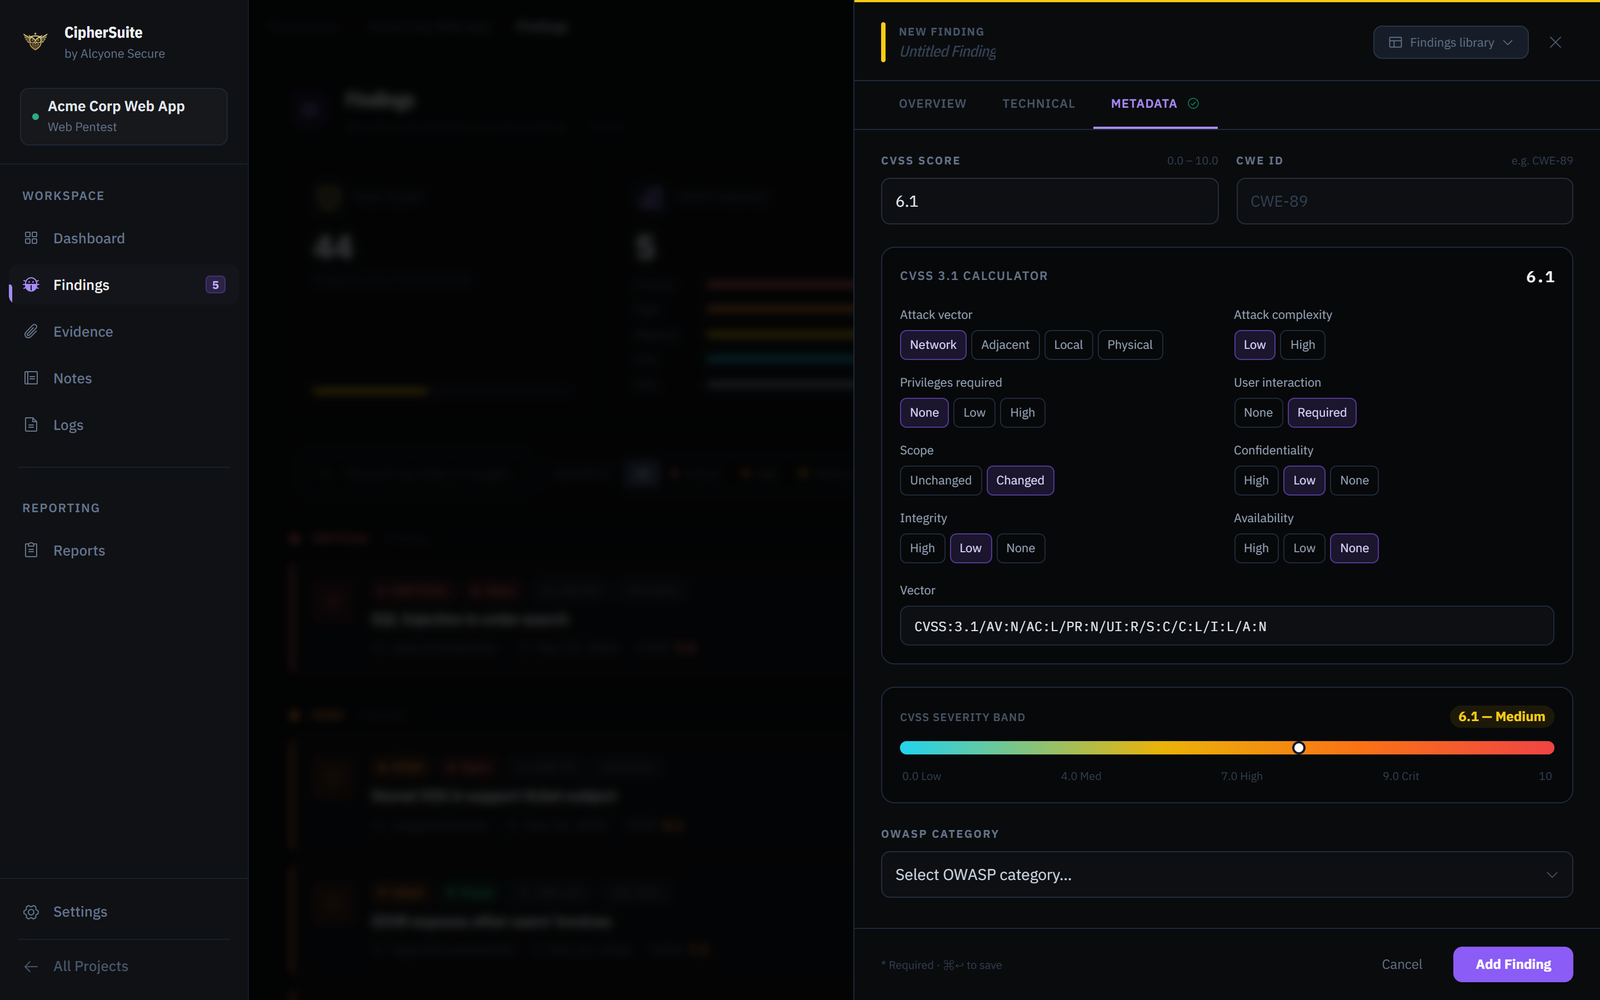 CipherSuite
by Alcyone Secure
Acme Corp Web App
Web Pentest
WORKSPACE
Dashboard
Findings
5
Evidence
Notes
Logs
REPORTING
Reports
Settings
All Projects
Findings
Findings
44
5
NEW FINDING
Untitled Finding
Findings library
OVERVIEW
TECHNICAL
METADATA
CVSS SCORE
0.0 – 10.0
6.1
CWE ID
e.g. CWE-89
CWE-89
CVSS 3.1 CALCULATOR
6.1
Attack vector
Network Adjacent Local Physical
Attack complexity
Low High
Privileges required
None Low High
User interaction
None Required
Scope
Unchanged Changed
Confidentiality
High Low None
Integrity
High Low None
Availability
High Low None
Vector
CVSS:3.1/AV:N/AC:L/PR:N/UI:R/S:C/C:L/I:L/A:N
CVSS SEVERITY BAND
6.1 — Medium
0.0 Low 4.0 Med 7.0 High 9.0 Crit 10
OWASP CATEGORY
Select OWASP category...
* Required · ⌘↩ to save
Cancel
Add Finding